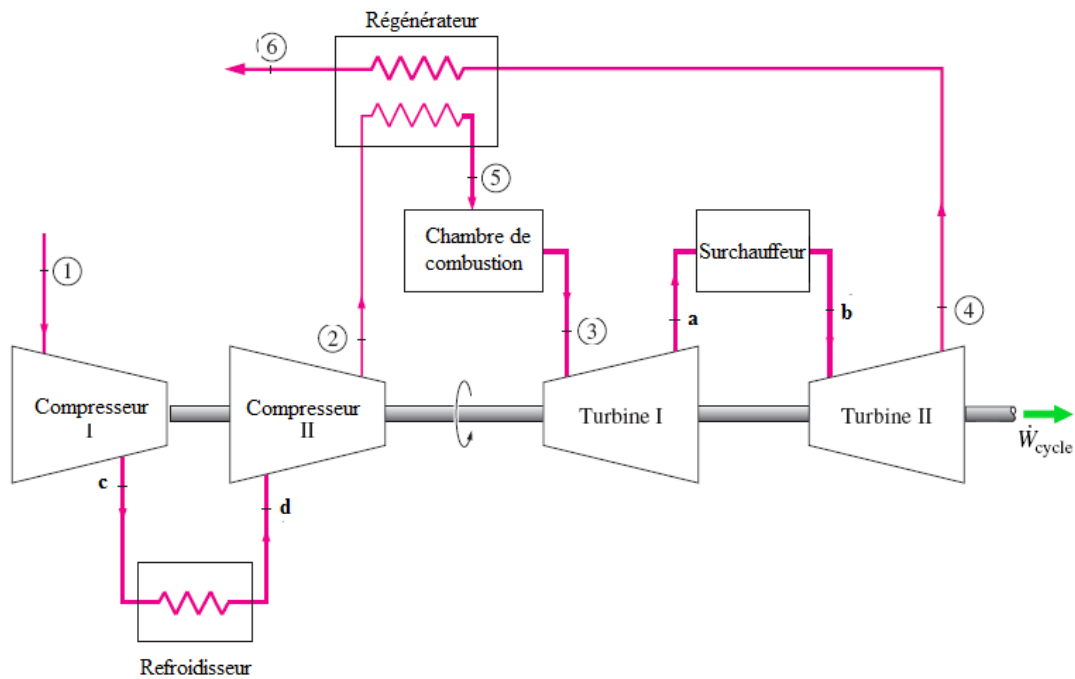 Régénérateur
6
5
Chambre de
combustion
Surchauffeur
1
2
3
a
b
4
Compresseur
I
Compresseur
II
Turbine I
Turbine II
Ẇcycle
c
d
Refroidisseur